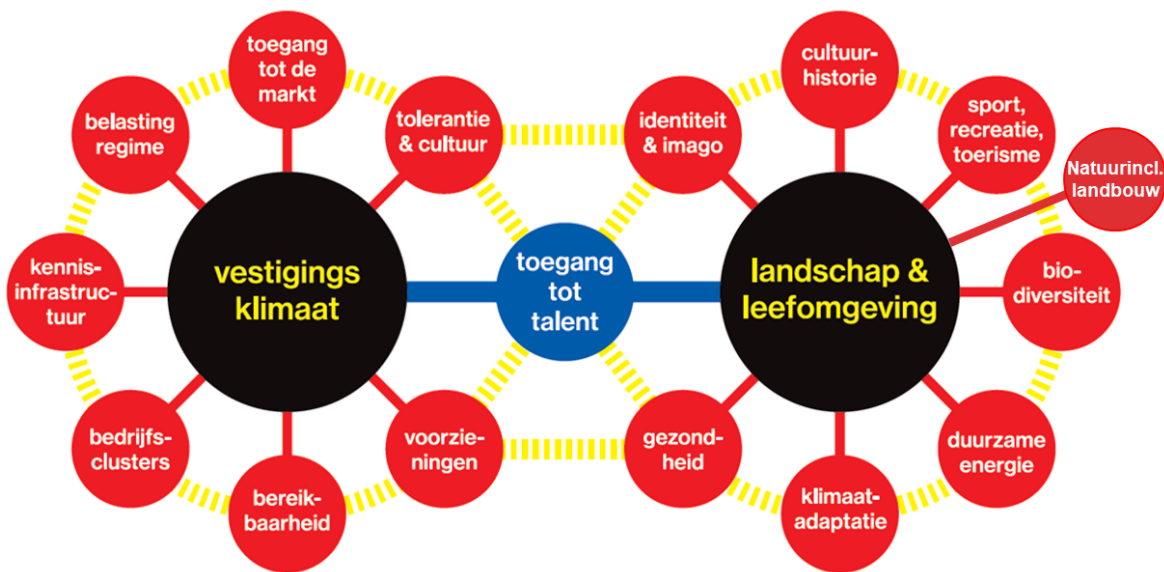 toegang
tot de
markt
belasting
regime
tolerantie
& cultuur
kennis-
infrastruc-
tuur
vestigings
klimaat
bedrijfs-
clusters
bereik-
baarheid
voorzie-
ningen
toegang
tot
talent
identiteit
& imago
cultuur-
historie
sport,
recreatie,
toerisme
Natuurincl.
landbouw
landschap &
leefomgeving
bio-
diversiteit
gezond-
heid
klimaat-
adaptatie
duurzame
energie